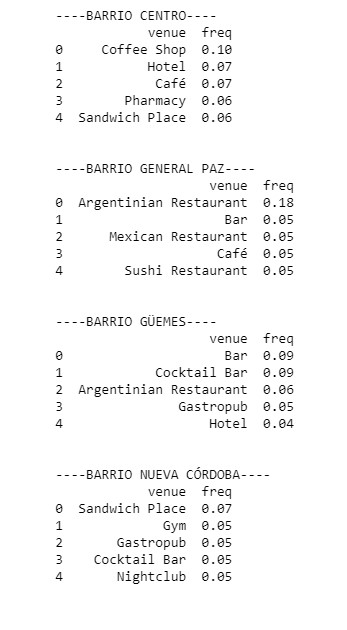 ----BARRIO CENTRO----
venue freq
0 Coffee Shop 0.10
1 Hotel 0.07
2 Café 0.07
3 Pharmacy 0.06
4 Sandwich Place 0.06
----BARRIO GENERAL PAZ----
venue freq
0 Argentinian Restaurant 0.18
1 Bar 0.05
2 Mexican Restaurant 0.05
3 Café 0.05
4 Sushi Restaurant 0.05
----BARRIO GÜEMES----
venue freq
0 Bar 0.09
1 Cocktail Bar 0.09
2 Argentinian Restaurant 0.06
3 Gastropub 0.05
4 Hotel 0.04
----BARRIO NUEVA CÓRDOBA----
venue freq
0 Sandwich Place 0.07
1 Gym 0.05
2 Gastropub 0.05
3 Cocktail Bar 0.05
4 Nightclub 0.05